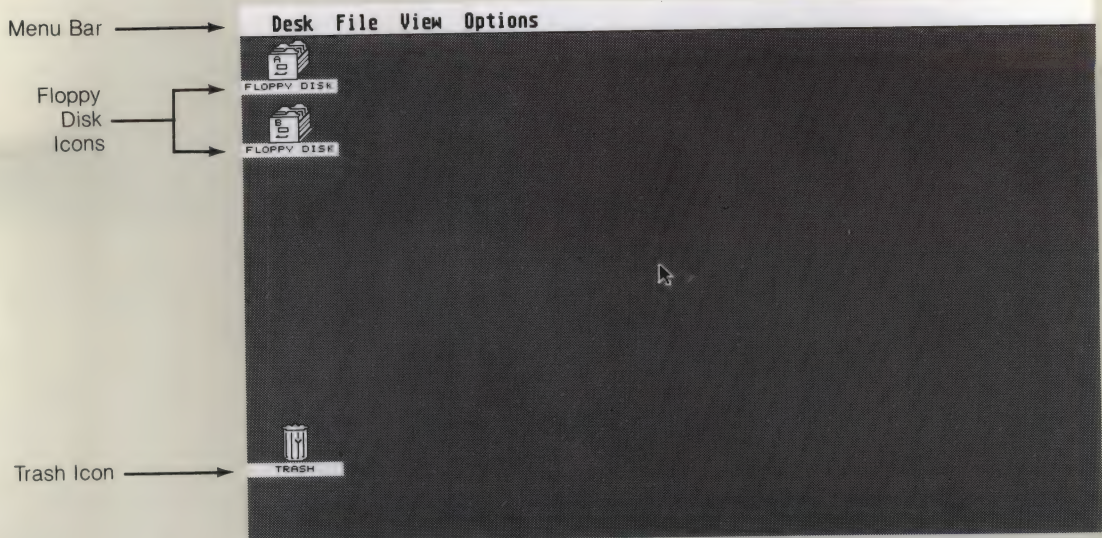 Menu Bar
Desk File View Options
A
FLOPPY DISK
Floppy
Disk
Icons
B
FLOPPY DISK
Trash Icon
TRASH